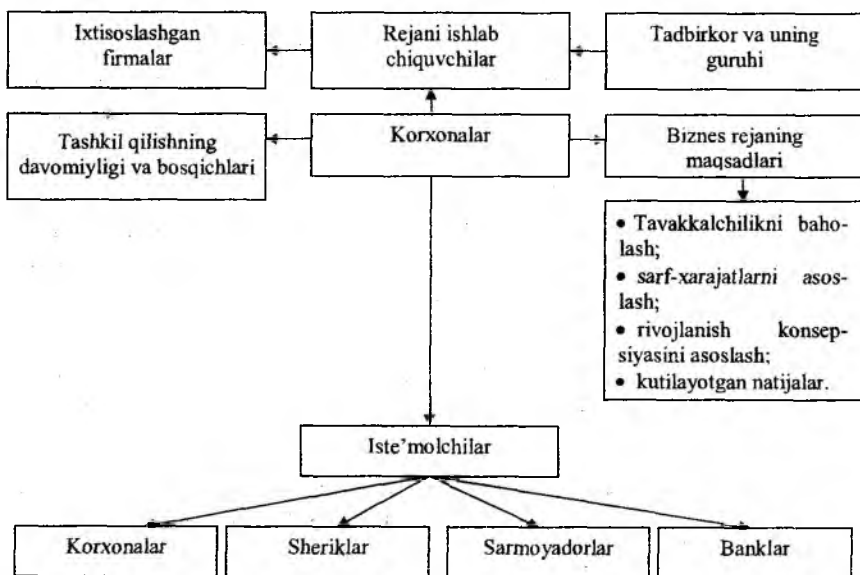 Ixtisoslashgan
firmalar
Rejani ishlab
chiquvchilar
Tadbirkor va uning
guruhi
Tashkil qilishning
davomiyligi va bosqichlari
Korxonalar
Biznes rejaning
maqsadlari
• Tavakkalchilikni baho-
lash;
• sarf-xarajatlarni asos-
lash;
• rivojlanish konsep-
siyasini asoslash;
• kutilayotgan natijalar.
Iste’molchilar
Korxonalar
Sheriklar
Sarmoyadorlar
Banklar